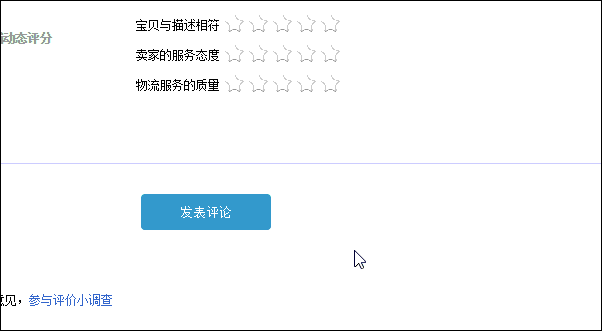 宝贝与描述相符
动态评分
卖家的服务态度
物流服务的质量
发表评论
意见，参与评价小调查